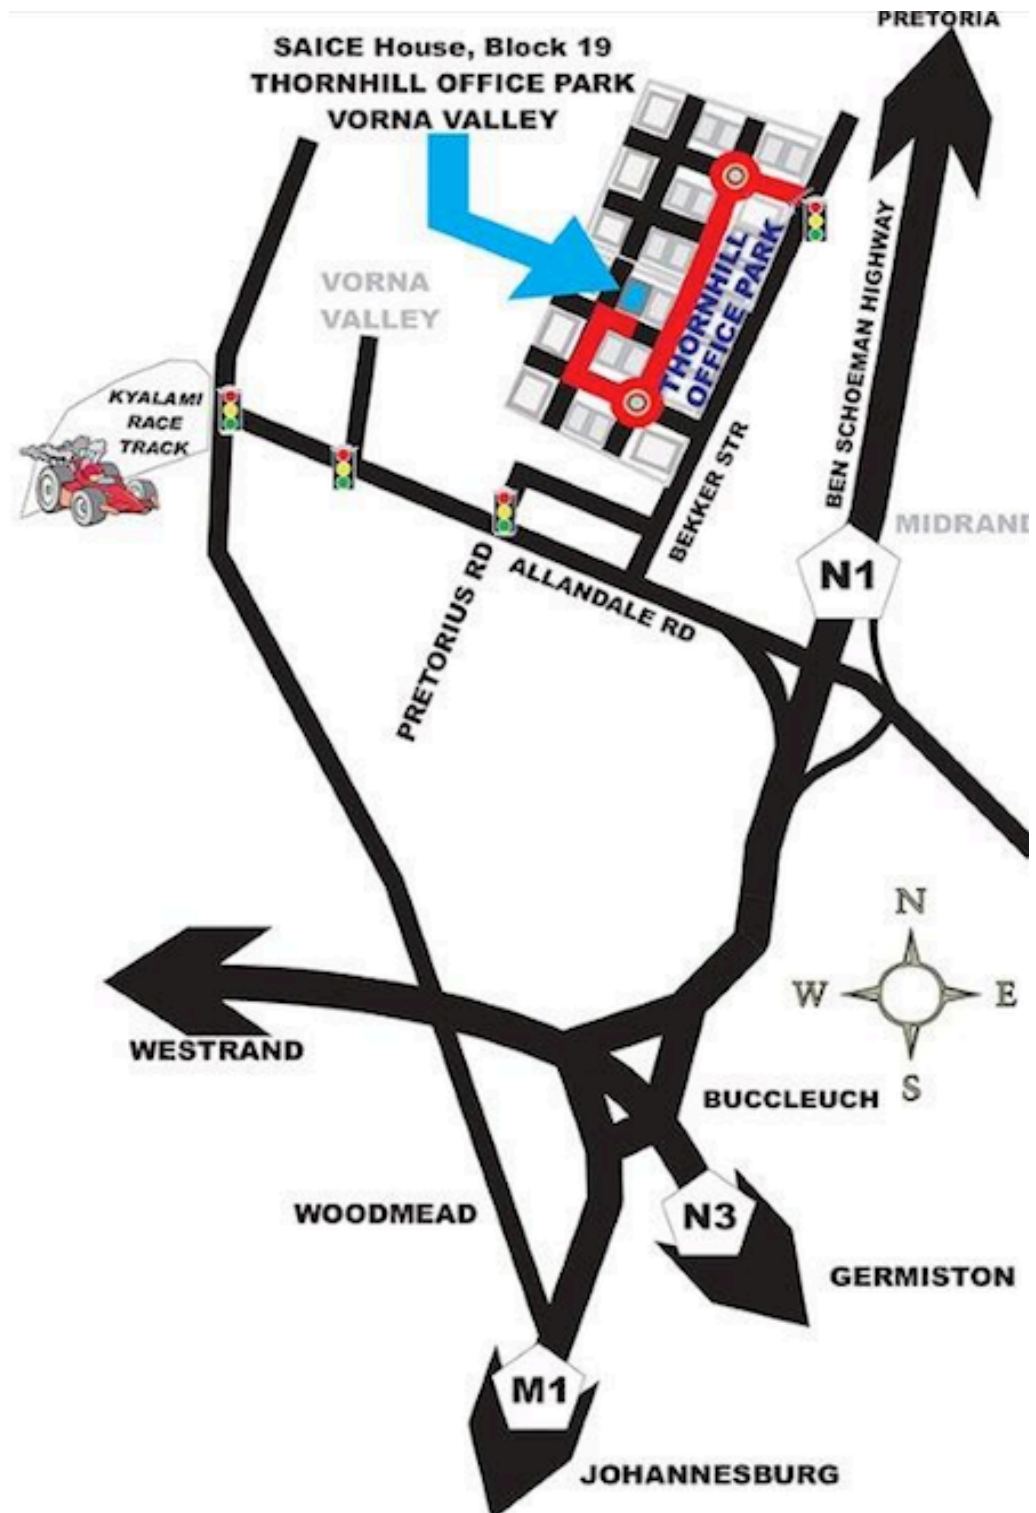 PRETORIA
SAICE House, Block 19
THORNHILL OFFICE PARK
VORNA VALLEY
THORNHILL
OFFICE PARK
BEN SCHOEMAN HIGHWAY
VORNA
VALLEY
KYALAMI
RACE
TRACK
BEKKER STR
MIDRAND
N1
PRETORIUS RD
ALLANDALE RD
N
W
E
S
WESTRAND
BUCCLEUCH
WOODMEAD
N3
GERMISTON
M1
JOHANNESBURG